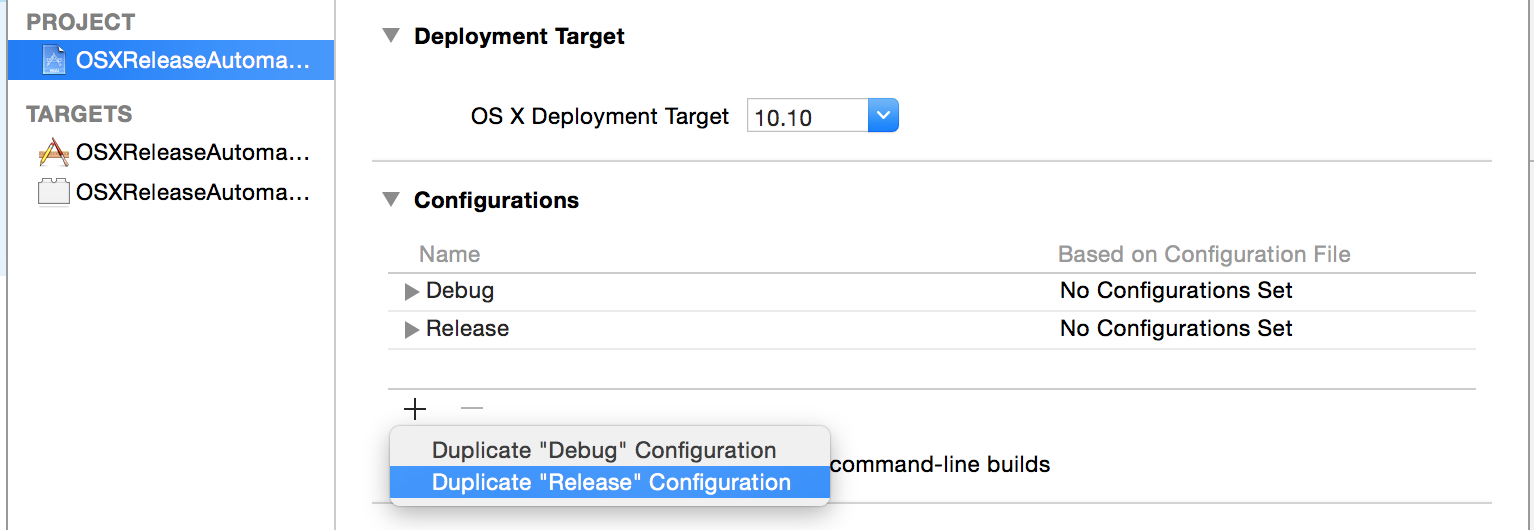 PROJECT
OSXReleaseAutoma...
TARGETS
OSXReleaseAutoma...
OSXReleaseAutoma...
Deployment Target
OS X Deployment Target 10.10
Configurations
Name Based on Configuration File
Debug No Configurations Set
Release No Configurations Set
Duplicate "Debug" Configuration
command-line builds
Duplicate "Release" Configuration